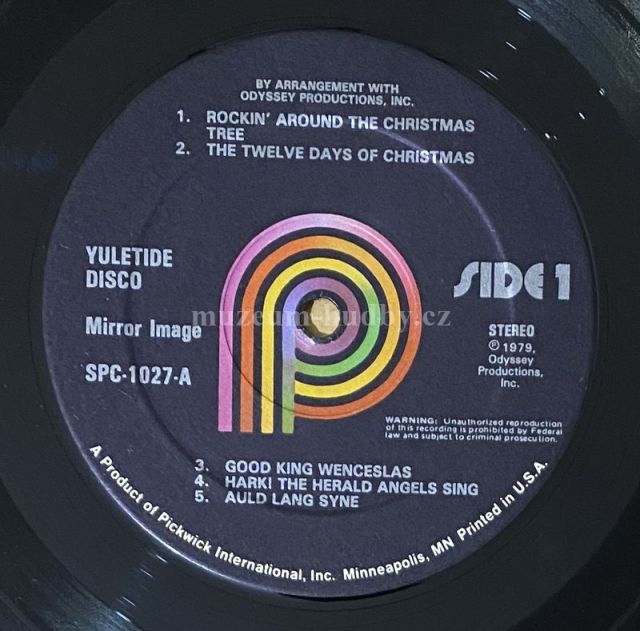 BY ARRANGEMENT WITH
ODYSSEY PRODUCTIONS, INC.
1. ROCKIN' AROUND THE CHRISTMAS
TREE
2. THE TWELVE DAYS OF CHRISTMAS
YULETIDE
DISCO
Mirror Image
SPC-1027-A
SIDE 1
STEREO
℗ 1979,
Odyssey
Productions,
Inc.
muzeum-hudby.cz
WARNING: Unauthorized reproduction
of this recording is prohibited by Federal
law and subject to criminal prosecution.
3. GOOD KING WENCESLAS
4. HARK! THE HERALD ANGELS SING
5. AULD LANG SYNE
A Product of Pickwick International, Inc. Minneapolis, MN Printed in U.S.A.